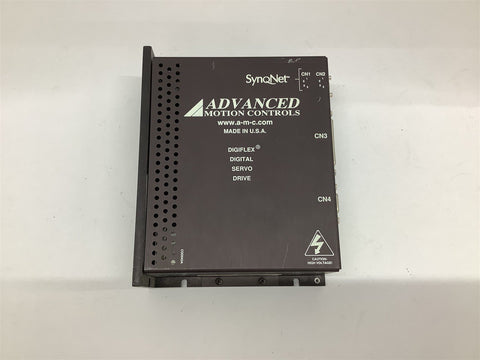 SynqNet
CN1 CN2
ADVANCED
MOTION CONTROLS
www.a-m-c.com
MADE IN U.S.A.
CN3
DIGIFLEX®
DIGITAL
SERVO
DRIVE
CN4
CAUTION
HIGH VOLTAGE!